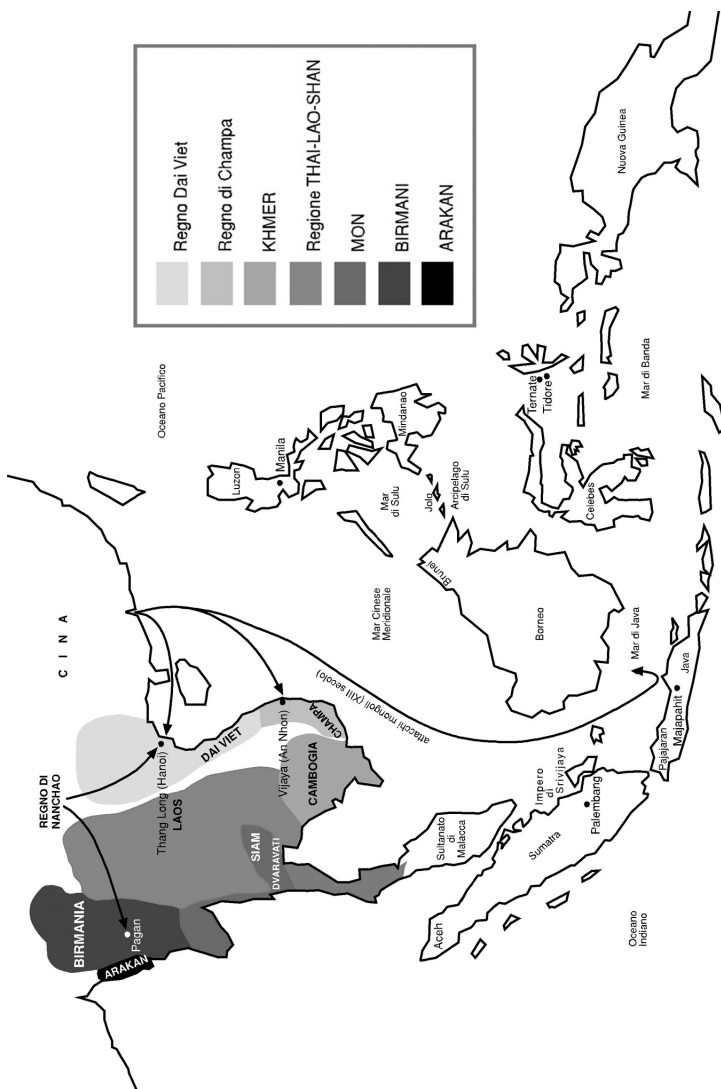 Regno Dai Viet
Regno di Champa
KHMER
Regione THAI-LAO-SHAN
MON
BIRMANI
ARAKAN
C I N A
REGNO DI
NANCHAO
BIRMANIA
Pagan
ARAKAN
Thang Long (Hanoi)
LAOS
DAI VIET
SIAM
DVARAVATI
Vijaya (An Nhon)
CHAMPA
CAMBOGIA
attacchi mongoli (XIII secolo)
Mar Cinese
Meridionale
Oceano Pacifico
Luzon
Manila
Mindanao
Mar
di Sulu
Jolo
Arcipelago
di Sulu
Brunei
Borneo
Ternate
Tidore
Celebes
Nuova Guinea
Mar di Banda
Mar di Java
Java
Majapahit
Pajajaran
Sultanato
di
Malacca
Impero
di
Srivijaya
Aceh
Sumatra
Palembang
Oceano
Indiano